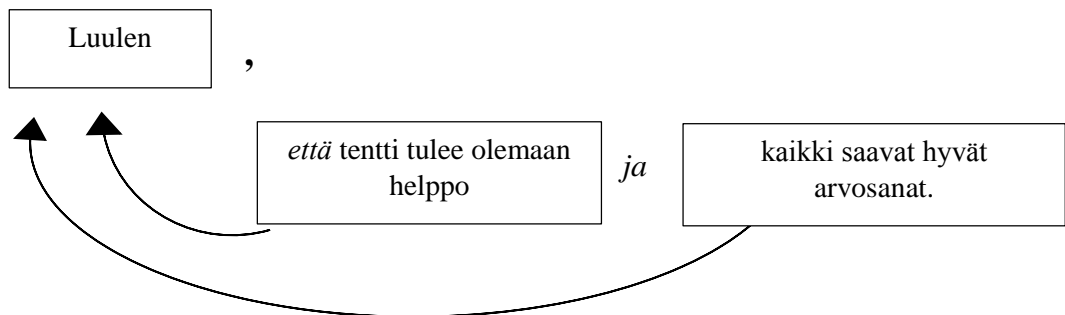 Luulen ,
että tentti tulee olemaan
helppo
ja
kaikki saavat hyvät
arvosanat.